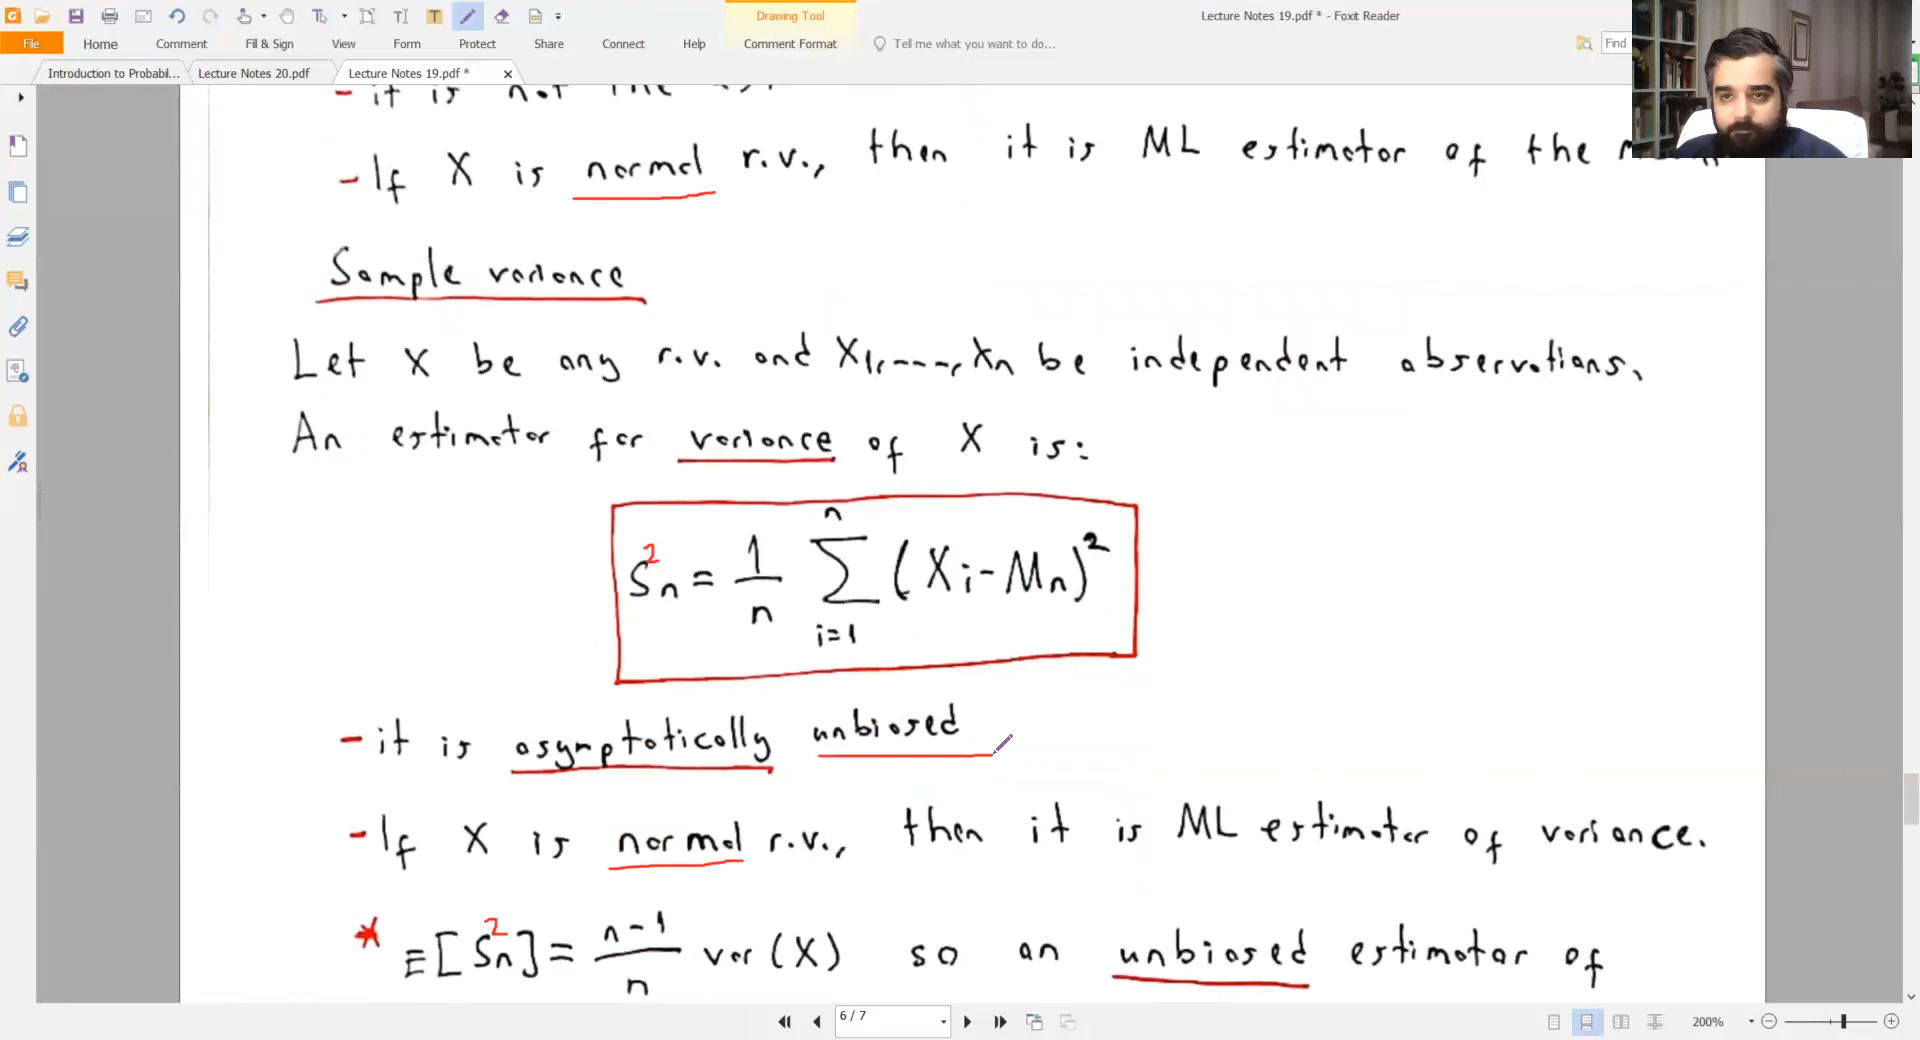 Lecture Notes 19.pdf * - Foxit Reader
Drawing Tool
File Home Comment Fill & Sign View Form Protect Share Connect Help Comment Format Tell me what you want to do... Find
Introduction to Probabil... Lecture Notes 20.pdf Lecture Notes 19.pdf *
- it is not the
- If X is normal r.v., then it is ML estimator of the
Sample variance
Let X be any r.v. and X1,----, Xn be independent observations.
An estimator for variance of X is:
S²n = 1/n Σ i=1 n (Xi - Mn)²
- it is asymptotically unbiased
- If X is normal r.v., then it is ML estimator of variance.
* E[S²n] = n-1/n var(X) so an unbiased estimator of
6 / 7
200%